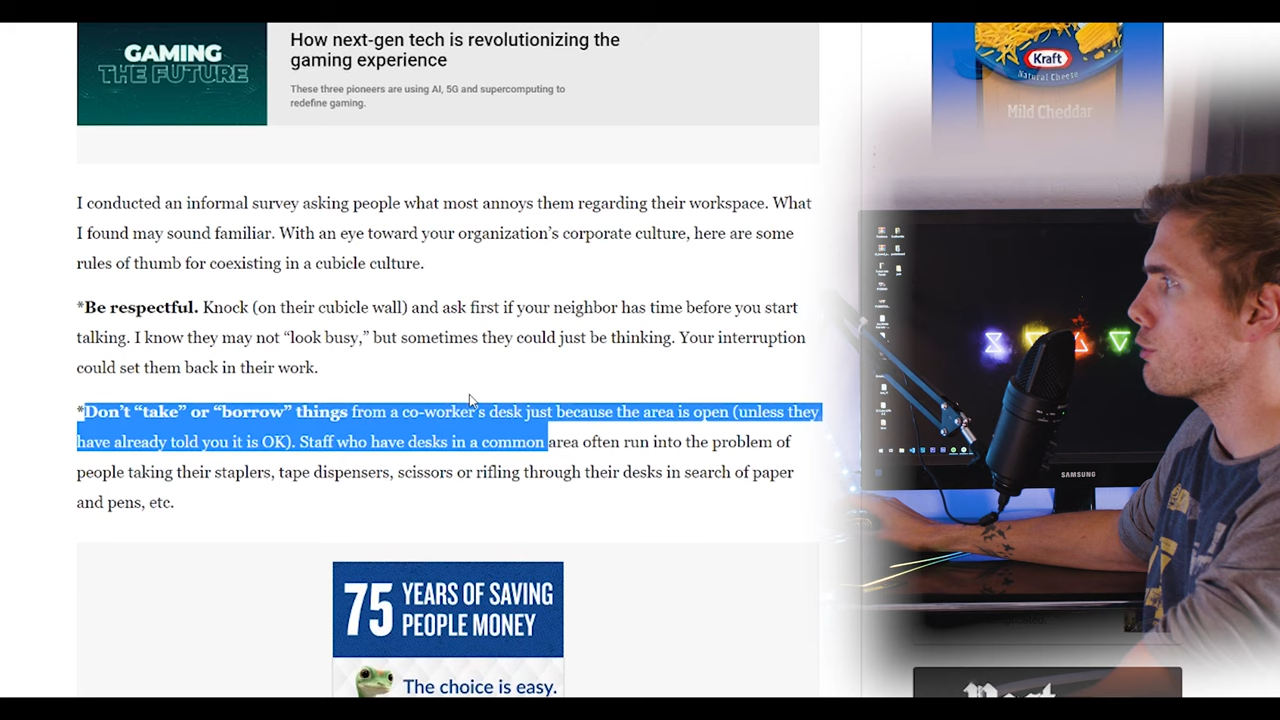 GAMING
THE FUTURE
How next-gen tech is revolutionizing the
gaming experience
These three pioneers are using AI, 5G and supercomputing to
redefine gaming.
Kraft
Natural Cheese
Mild Cheddar
I conducted an informal survey asking people what most annoys them regarding their workspace. What
I found may sound familiar. With an eye toward your organization’s corporate culture, here are some
rules of thumb for coexisting in a cubicle culture.
*Be respectful. Knock (on their cubicle wall) and ask first if your neighbor has time before you start
talking. I know they may not “look busy,” but sometimes they could just be thinking. Your interruption
could set them back in their work.
*Don’t “take” or “borrow” things from a co-worker’s desk just because the area is open (unless they
have already told you it is OK). Staff who have desks in a common area often run into the problem of
people taking their staplers, tape dispensers, scissors or rifling through their desks in search of paper
and pens, etc.
SAMSUNG
75 YEARS OF SAVING
PEOPLE MONEY
The choice is easy.